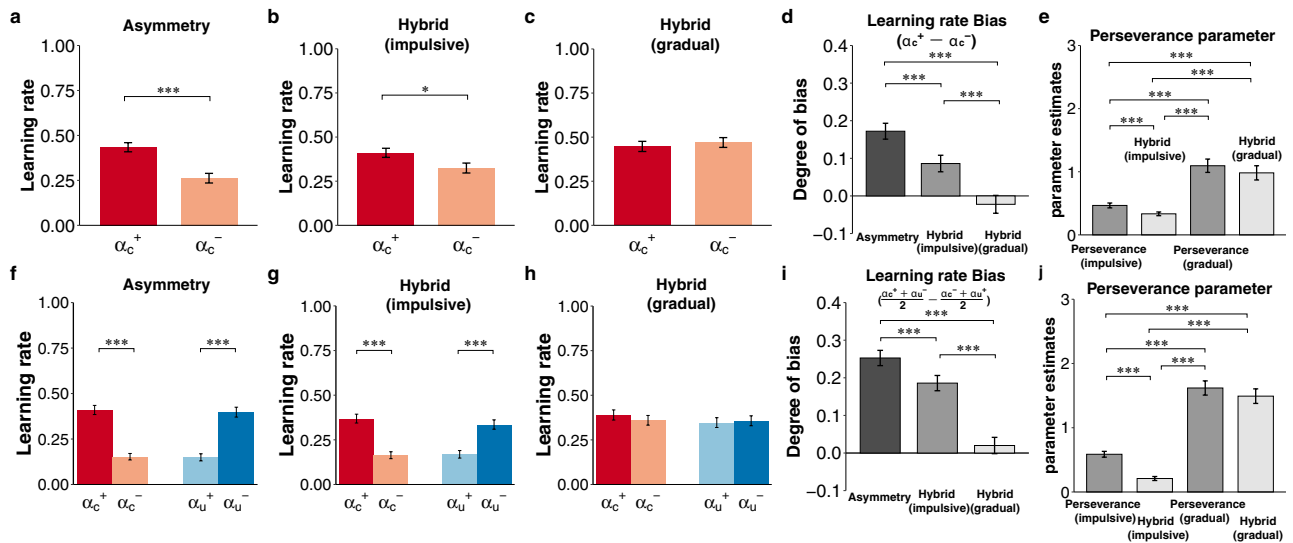 a
Asymmetry
Learning rate
1.00
0.75
0.50
0.25
0.00
***
αc+
αc−
b
Hybrid
(impulsive)
Learning rate
1.00
0.75
0.50
0.25
0.00
*
αc+
αc−
c
Hybrid
(gradual)
Learning rate
1.00
0.75
0.50
0.25
0.00
αc+
αc−
d
Learning rate Bias
(αc+ — αc−)
Degree of bias
0.4
0.3
0.2
0.1
0.0
−0.1
***
***
***
Asymmetry
Hybrid
(impulsive)
Hybrid
(gradual)
e
Perseverance parameter
parameter estimates
3
2
1
0
***
***
***
***
***
Hybrid
(impulsive)
Hybrid
(gradual)
Perseverance
(impulsive)
Perseverance
(gradual)
f
Asymmetry
Learning rate
1.00
0.75
0.50
0.25
0.00
***
***
αc+
αc−
αu+
αu−
g
Hybrid
(impulsive)
Learning rate
1.00
0.75
0.50
0.25
0.00
***
***
αc+
αc−
αu+
αu−
h
Hybrid
(gradual)
Learning rate
1.00
0.75
0.50
0.25
0.00
αc+
αc−
αu+
αu−
i
Learning rate Bias
(αc+ + αu−/2 − αc− + αu+/2)
Degree of bias
0.4
0.3
0.2
0.1
0.0
−0.1
***
***
***
Asymmetry
Hybrid
(impulsive)
Hybrid
(gradual)
j
Perseverance parameter
parameter estimates
3
2
1
0
***
***
***
***
***
Perseverance
(impulsive)
Hybrid
(impulsive)
Perseverance
(gradual)
Hybrid
(gradual)